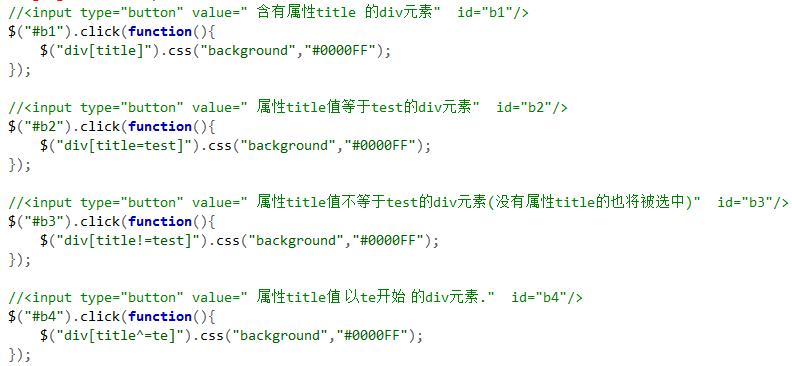 //<input type="button" value=" 含有属性title 的div元素"  id="b1"/>
$("#b1").click(function(){
    $("div[title]").css("background","#0000FF");
});
//<input type="button" value=" 属性title值等于test的div元素"  id="b2"/>
$("#b2").click(function(){
    $("div[title=test]").css("background","#0000FF");
});
//<input type="button" value=" 属性title值不等于test的div元素(没有属性title的也将被选中)"  id="b3"/>
$("#b3").click(function(){
    $("div[title!=test]").css("background","#0000FF");
});
//<input type="button" value=" 属性title值 以te开始 的div元素."  id="b4"/>
$("#b4").click(function(){
    $("div[title^=te]").css("background","#0000FF");
});